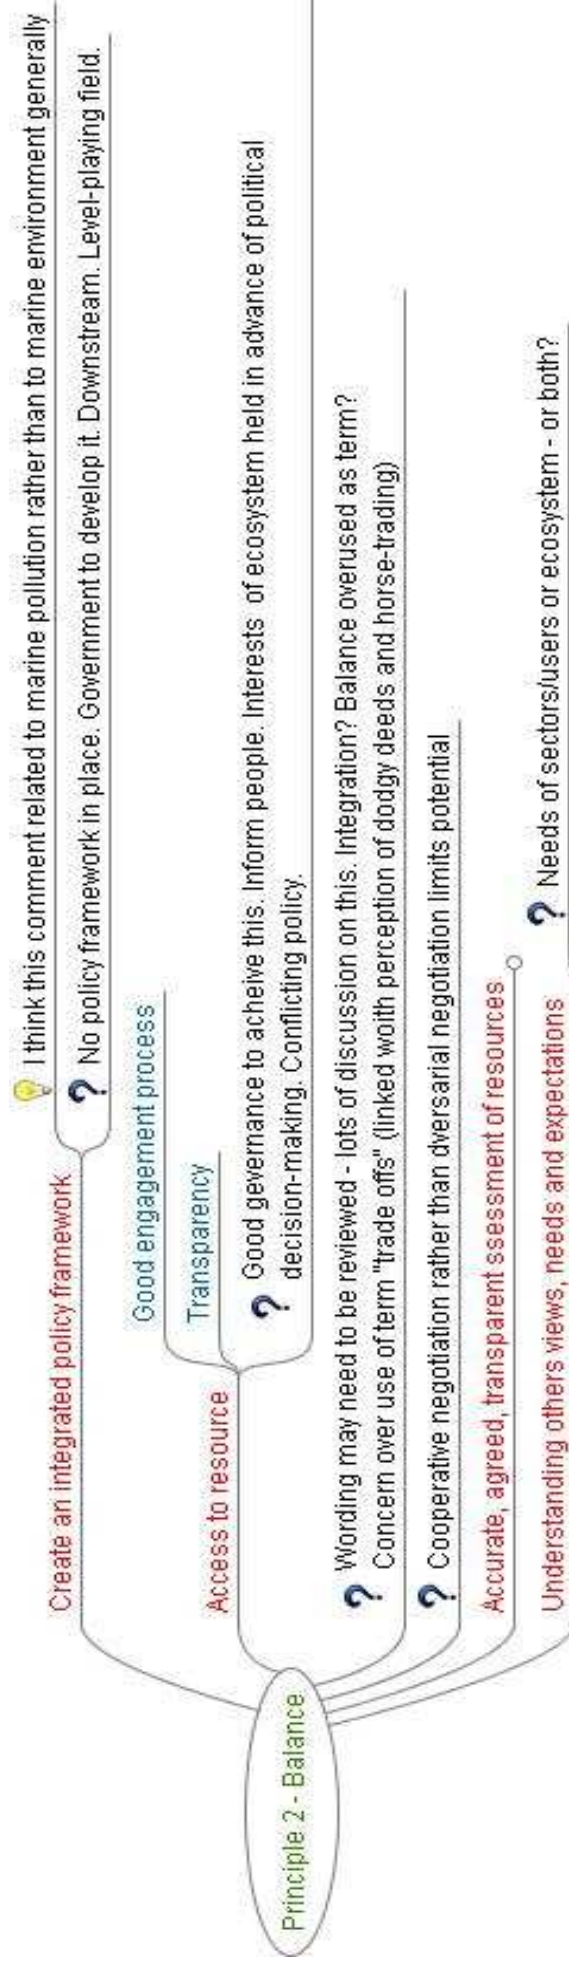 Principle 2 - Balance
Create an integrated policy framework
I think this comment related to marine pollution rather than to marine environment generally
No policy framework in place. Government to develop it. Downstream. Level-playing field.
Access to resource
Good engagement process
Transparency
Good geverance to acheive this. Inform people. Interests of ecosystem held in advance of political
decision-making. Conflicting policy.
Wording may need to be reviewed - lots of discussion on this. Integration? Balance overused as term?
Concern over use of term "trade offs" (linked woith perception of dodgy deeds and horse-trading)
Cooperative negotiation rather than dversarial negotiation limits potential
Accurate, agreed, transparent ssessment of resources
Understanding others views, needs and expectations
Needs of sectors/users or ecosystem - or both?